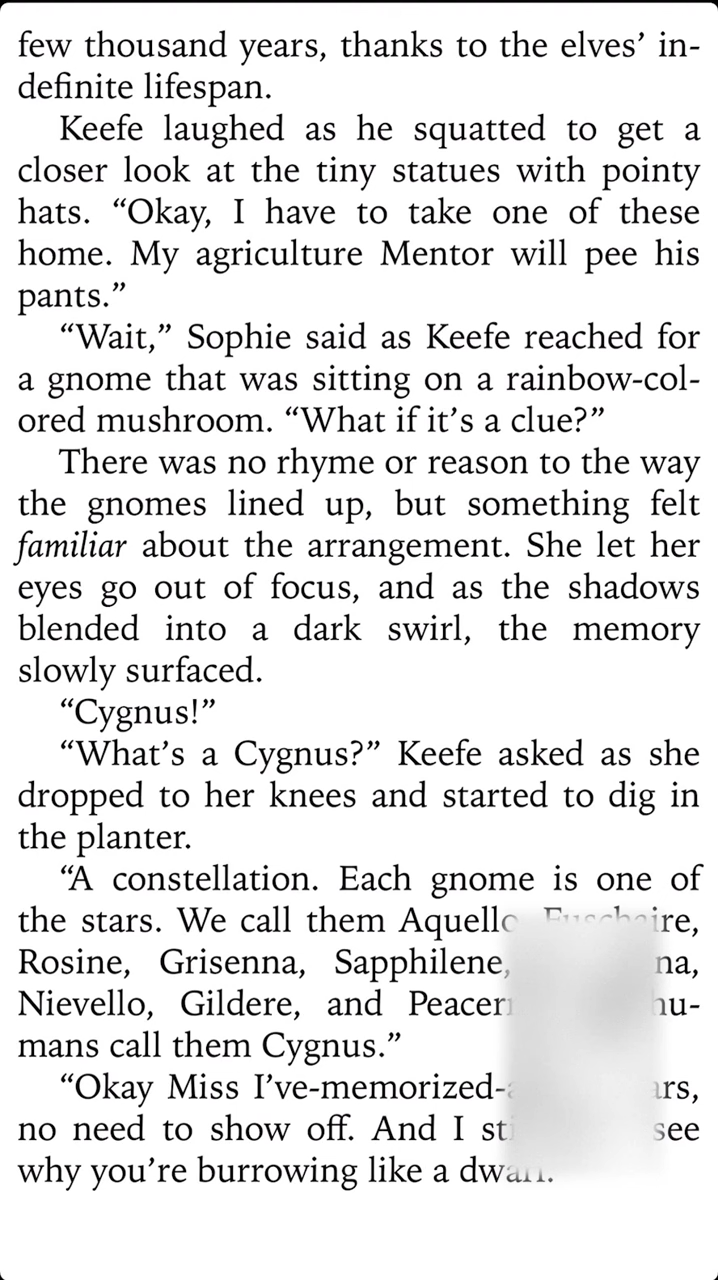 few thousand years, thanks to the elves’ in-
definite lifespan.
Keefe laughed as he squatted to get a
closer look at the tiny statues with pointy
hats. “Okay, I have to take one of these
home. My agriculture Mentor will pee his
pants.”
“Wait,” Sophie said as Keefe reached for
a gnome that was sitting on a rainbow-col-
ored mushroom. “What if it’s a clue?”
There was no rhyme or reason to the way
the gnomes lined up, but something felt
familiar about the arrangement. She let her
eyes go out of focus, and as the shadows
blended into a dark swirl, the memory
slowly surfaced.
“Cygnus!”
“What’s a Cygnus?” Keefe asked as she
dropped to her knees and started to dig in
the planter.
“A constellation. Each gnome is one of
the stars. We call them Aquello
Rosine, Grisenna, Sapphilene,
Nievello, Gildere, and hu-
mans call them Cygnus.”
“Okay Miss I’ve-memorized-
no need to show off. And I see
why you’re burrowing like a dwarf.